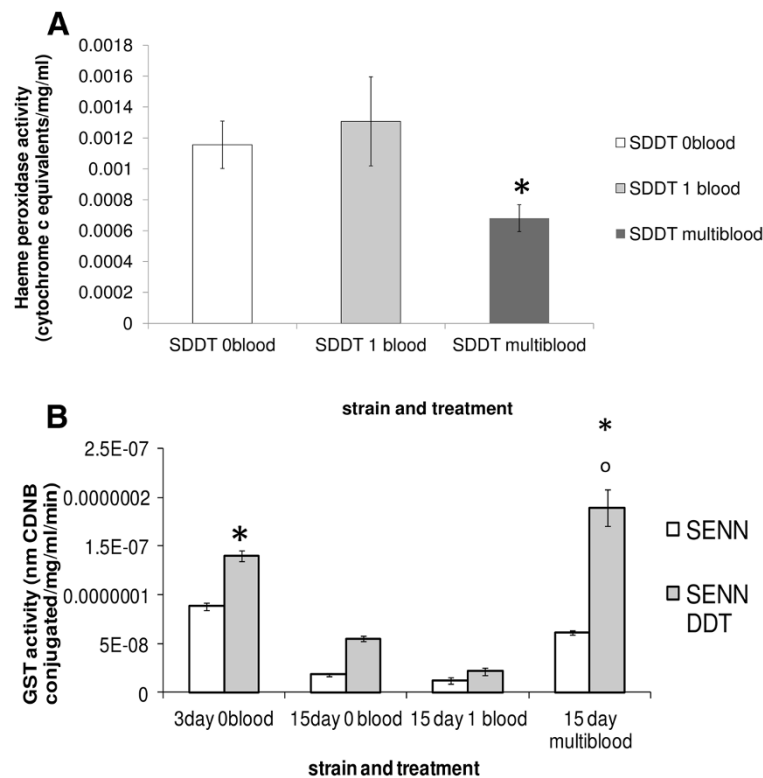 A
Haeme peroxidase activity
(cytochrome c equivalents/mg/ml)
0.0018
0.0016
0.0014
0.0012
0.001
0.0008
0.0006
0.0004
0.0002
0
*
SDDT 0blood
SDDT 1 blood
SDDT multiblood
SDDT 0blood
SDDT 1 blood
SDDT multiblood
strain and treatment
B
GST activity (nm CDNB
conjugated/mg/ml/min)
2.5E-07
0.0000002
1.5E-07
0.0000001
5E-08
0
*
*
o
3day 0blood
15day 0 blood
15 day 1 blood
15 day
multiblood
SENN
SENN
DDT
strain and treatment